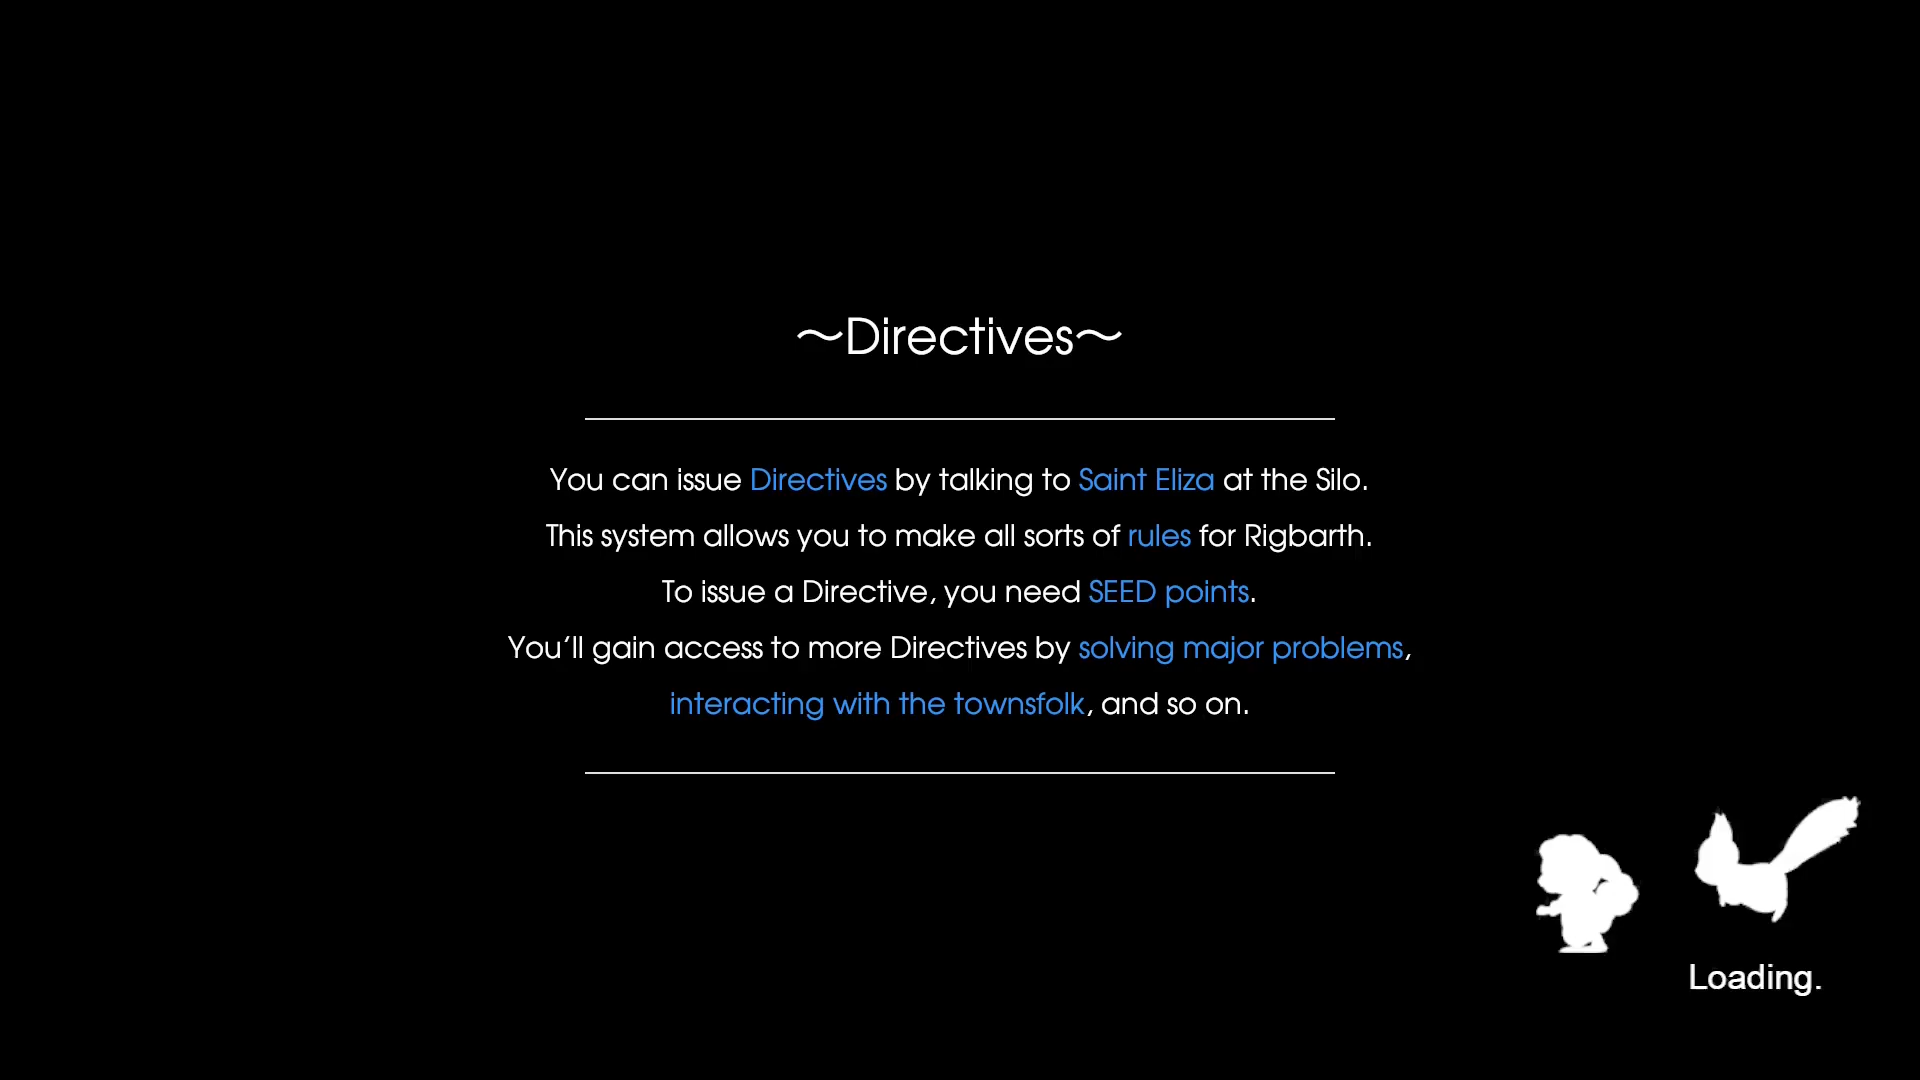 ～Directives～
You can issue Directives by talking to Saint Eliza at the Silo.
This system allows you to make all sorts of rules for Rigbarth.
To issue a Directive, you need SEED points.
You’ll gain access to more Directives by solving major problems,
interacting with the townsfolk, and so on.
Loading.